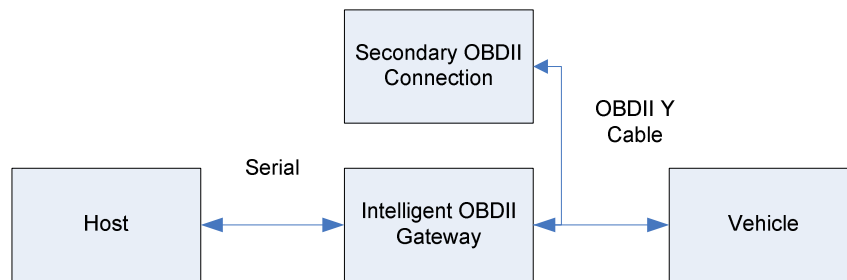 Secondary OBDII
Connection
OBDII Y
Cable
Serial
Host
Intelligent OBDII
Gateway
Vehicle